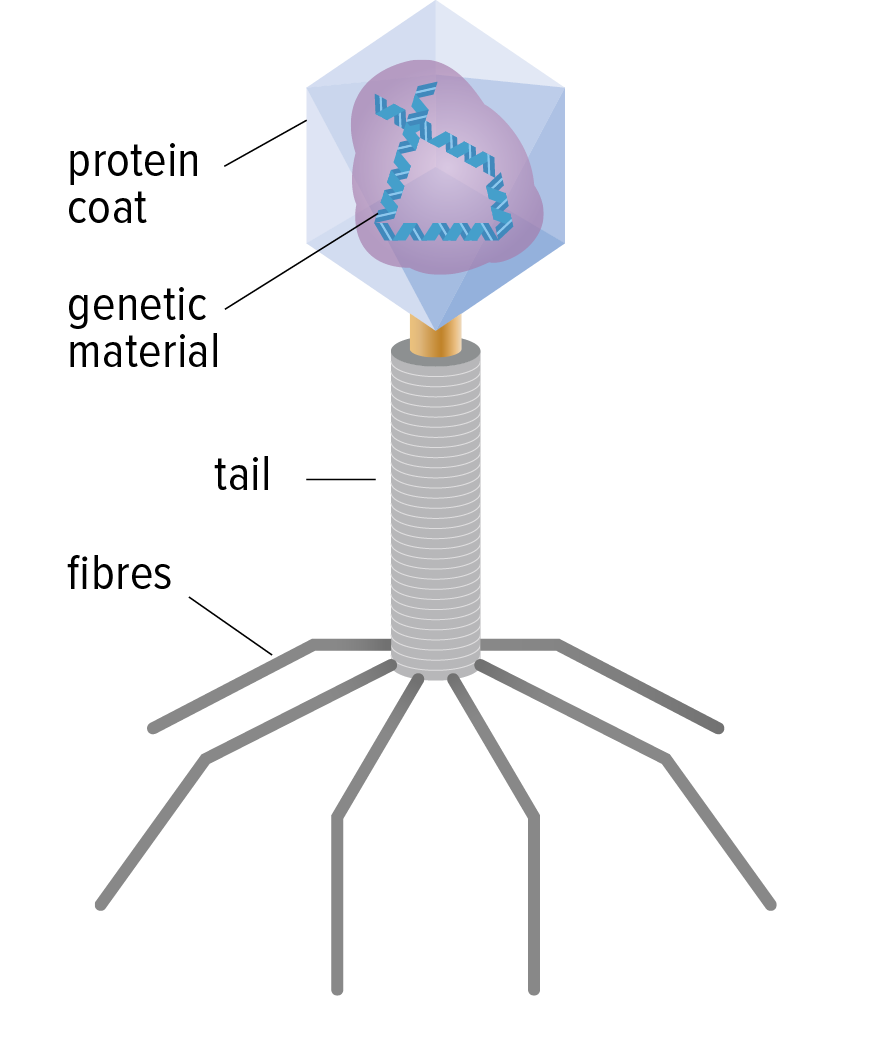 protein
coat
genetic
material
tail
fibres